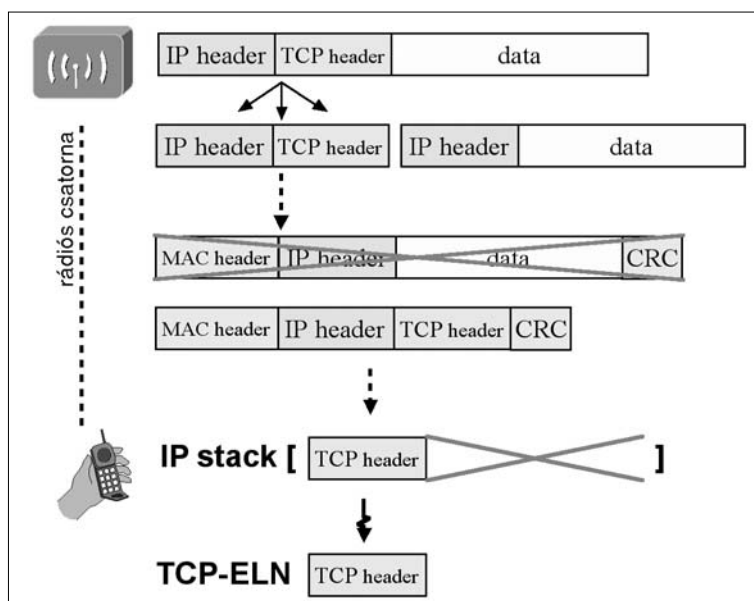 IP header TCP header data
IP header TCP header IP header data
rádiós csatorna
MAC header IP header data CRC
MAC header IP header TCP header CRC
IP stack [ TCP header ]
TCP-ELN TCP header